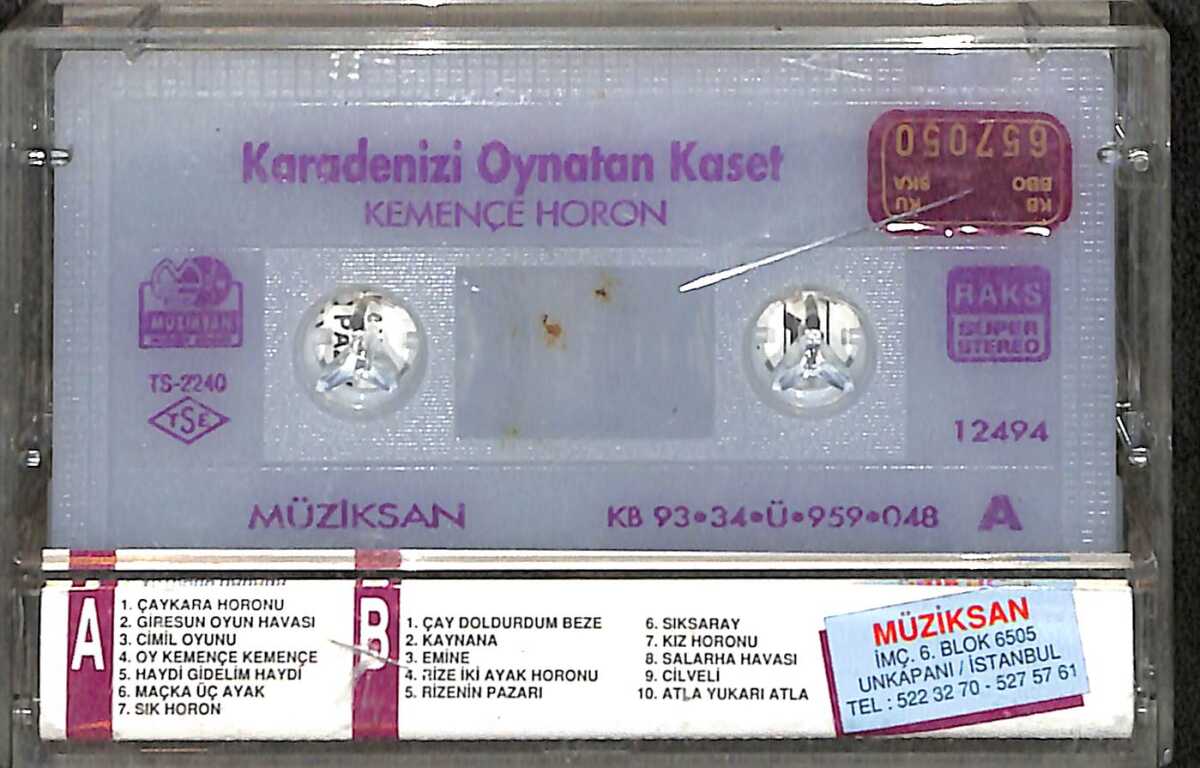 Karadenizi Oynatan Kaset
KEMENÇE HORON
657050
KB
BBO
KU
SKA
MÜZİKSAN
TS-2240
TSE
RAKS
SUPER
STEREO
12494
MÜZİKSAN
KB 93•34•Ü•959•048
A
A
1. ÇAYKARA HORONU
2. GİRESUN OYUN HAVASI
3. CİMİL OYUNU
4. OY KEMENÇE KEMENÇE
5. HAYDİ GİDELİM HAYDİ
6. MAÇKA ÜÇ AYAK
7. SIK HORON
B
1. ÇAY DOLDURDUM BEZE
2. KAYNANA
3. EMİNE
4. RİZE İKİ AYAK HORONU
5. RİZENİN PAZARI
6. SIKSARAY
7. KIZ HORONU
8. SALARHA HAVASI
9. CİLVELİ
10. ATLA YUKARI ATLA
MÜZİKSAN
İMÇ. 6. BLOK 6505
UNKAPANI / İSTANBUL
TEL : 522 32 70 - 527 57 61